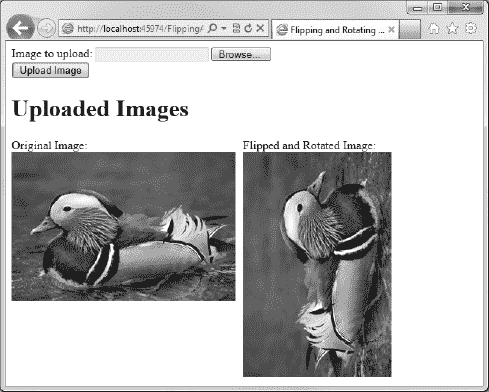 http://localhost:45974/Flipping/
Flipping and Rotating ...
Image to upload:
Browse...
Upload Image
Uploaded Images
Original Image:
Flipped and Rotated Image: